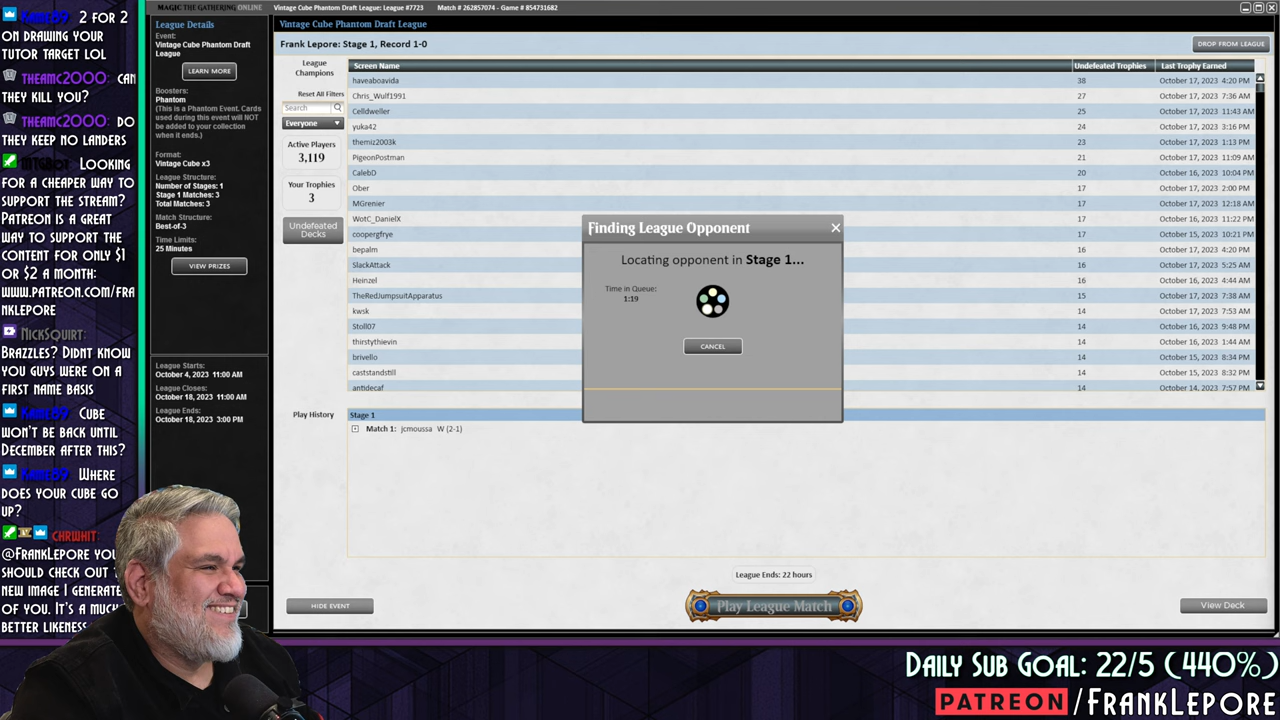 Kame89 2 for 2
on drawing your
tutor target lol
theamc2000: can
they kill you?
theamc2000: do
they keep no landers
Looking
for a cheaper way to
support the stream?
Patreon is a great
way to support the
content for only $1
or $2 a month:
www.patreon.com/fra
nklepore
NickSquirt:
Didnt know
you guys were on a
first name basis
Kame89: Cube
won't be back until
December after this?
Kame89: Where
does your cube go
up?
chrwhit:
@FrankLepore you
should check out
new image I generate
of you. It's a much
better likeness
MAGIC THE GATHERING ONLINE
Vintage Cube Phantom Draft League: League #7723 Match # 262857074 - Game # 854731682
League Details
Event:
Vintage Cube Phantom Draft
League
LEARN MORE
Boosters:
Phantom
(This is a Phantom Event. Cards
used during this event will NOT
be added to your collection
when it ends.)
Format:
Vintage Cube x3
League Structure:
Number of Stages: 1
Stage 1 Matches: 3
Total Matches: 3
Match Structure:
Best-of-3
Time Limits:
25 Minutes
VIEW PRIZES
League Starts:
October 4, 2023 11:00 AM
League Closes:
October 18, 2023 11:00 AM
League Ends:
October 18, 2023 3:00 PM
Vintage Cube Phantom Draft League
Frank Lepore: Stage 1, Record 1-0
DROP FROM LEAGUE
League
Champions
Reset All Filters
Search
Everyone
Active Players
3,119
Your Trophies
3
Undefeated
Decks
Screen Name Undefeated Trophies Last Trophy Earned
haveaboavida 38 October 17, 2023 4:20 PM
Chris_Wulf1991 27 October 17, 2023 7:36 AM
Celldweller 25 October 17, 2023 11:43 AM
yuka42 24 October 17, 2023 3:16 PM
themiz2003k 23 October 17, 2023 1:13 PM
PigeonPostman 21 October 17, 2023 11:09 AM
CalebD 20 October 16, 2023 10:04 PM
Ober 17 October 17, 2023 2:00 PM
MGrenier 17 October 17, 2023 12:18 AM
WotC_DanielX 17 October 16, 2023 11:22 PM
coopergfrye 17 October 15, 2023 10:21 PM
bepalm 16 October 17, 2023 4:20 PM
SlackAttack 16 October 17, 2023 5:25 AM
Heinzel 16 October 16, 2023 4:44 AM
TheRedJumpsuitApparatus 15 October 17, 2023 7:38 AM
kwsk 14 October 17, 2023 7:53 AM
Stoll07 14 October 16, 2023 9:48 PM
thirstythievin 14 October 16, 2023 1:44 AM
brivello 14 October 15, 2023 8:34 PM
caststandstill 14 October 15, 2023 8:32 PM
antidecaf 14 October 14, 2023 7:57 PM
Finding League Opponent
Locating opponent in Stage 1...
Time in Queue:
1:19
CANCEL
Play History
Stage 1
Match 1: jcmoussa W (2-1)
League Ends: 22 hours
HIDE EVENT
Play League Match
View Deck
Daily Sub Goal: 22/5 (440%)
PATREON/FrankLepore